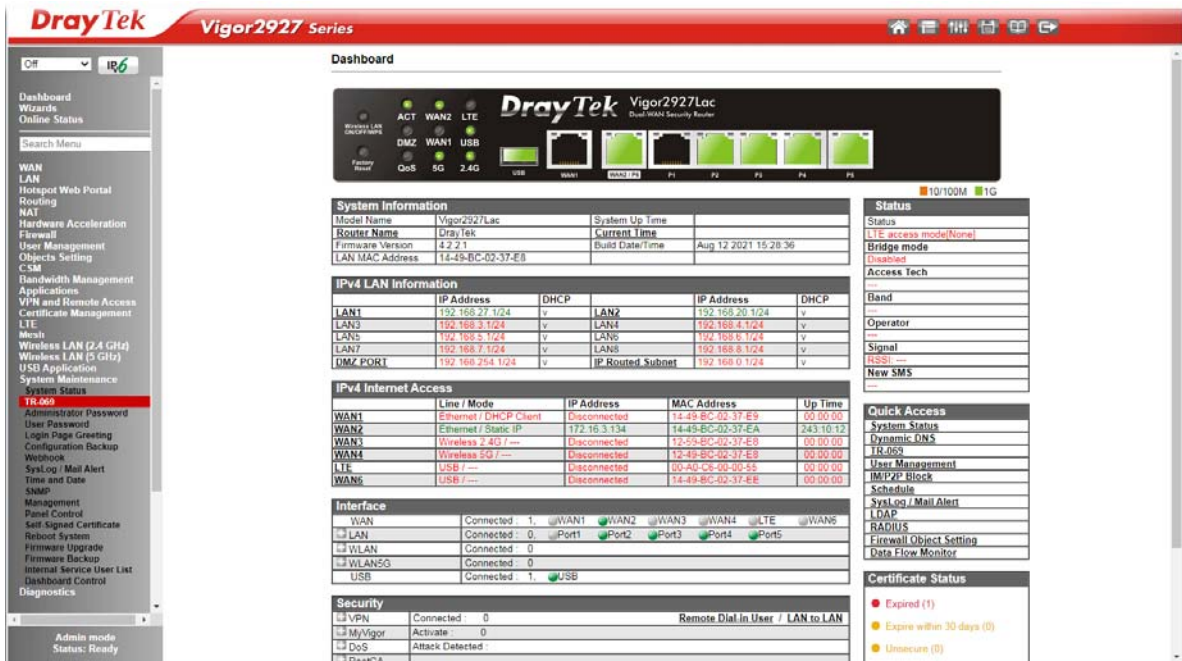 DrayTek Vigor2927 Series
Off IPv6
Dashboard
Wizards
Online Status
Search Menu
WAN
LAN
Hotspot Web Portal
Routing
NAT
Hardware Acceleration
Firewall
User Management
Objects Setting
CSM
Bandwidth Management
Applications
VPN and Remote Access
Certificate Management
LTE
Mesh
Wireless LAN (2.4 GHz)
Wireless LAN (5 GHz)
USB Application
System Maintenance
System Status
TR-069
Administrator Password
User Password
Login Page Greeting
Configuration Backup
Webhook
SysLog / Mail Alert
Time and Date
SNMP
Management
Panel Control
Self-Signed Certificate
Reboot System
Firmware Upgrade
Firmware Backup
Internal Service User List
Dashboard Control
Diagnostics
Admin mode
Status: Ready
Dashboard
DrayTek Vigor2927Lac
Dual-WAN Security Router
Wireless LAN ON/OFF/WPS
ACT WAN2 LTE
DMZ WAN1 USB
Factory Reset
QoS 5G 2.4G
USB WAN1 WAN2 / P6 P1 P2 P3 P4 P5
10/100M 1G
System Information
Model Name Vigor2927Lac System Up Time
Router Name DrayTek Current Time
Firmware Version 4.2.2.1 Build Date/Time Aug 12 2021 15:28:36
LAN MAC Address 14-49-BC-02-37-E8
IPv4 LAN Information
IP Address DHCP IP Address DHCP
LAN1 192.168.27.1/24 v LAN2 192.168.20.1/24 v
LAN3 192.168.3.1/24 v LAN4 192.168.4.1/24 v
LAN5 192.168.5.1/24 v LAN6 192.168.6.1/24 v
LAN7 192.168.7.1/24 v LAN8 192.168.8.1/24 v
DMZ PORT 192.168.254.1/24 v IP Routed Subnet 192.168.0.1/24 v
IPv4 Internet Access
Line / Mode IP Address MAC Address Up Time
WAN1 Ethernet / DHCP Client Disconnected 14-49-BC-02-37-E9 00:00:00
WAN2 Ethernet / Static IP 172.16.3.134 14-49-BC-02-37-EA 243:10:12
WAN3 Wireless 2.4G / --- Disconnected 12-59-BC-02-37-E8 00:00:00
WAN4 Wireless 5G / --- Disconnected 12-49-BC-02-37-E8 00:00:00
LTE USB / --- Disconnected 00-A0-C6-00-00-55 00:00:00
WAN6 USB / --- Disconnected 14-49-BC-02-37-EE 00:00:00
Interface
WAN Connected : 1, WAN1 WAN2 WAN3 WAN4 LTE WAN6
LAN Connected : 0, Port1 Port2 Port3 Port4 Port5
WLAN Connected : 0
WLAN5G Connected : 0
USB Connected : 1, USB
Security
VPN Connected : 0 Remote Dial-in User / LAN to LAN
MyVigor Activate : 0
DoS Attack Detected :
RootCA
Status
Status
LTE access mode[None]
Bridge mode
Disabled
Access Tech
---
Band
---
Operator
---
Signal
RSSI: ---
New SMS
---
Quick Access
System Status
Dynamic DNS
TR-069
User Management
IM/P2P Block
Schedule
SysLog / Mail Alert
LDAP
RADIUS
Firewall Object Setting
Data Flow Monitor
Certificate Status
Expired (1)
Expire within 30 days (0)
Unsecure (0)